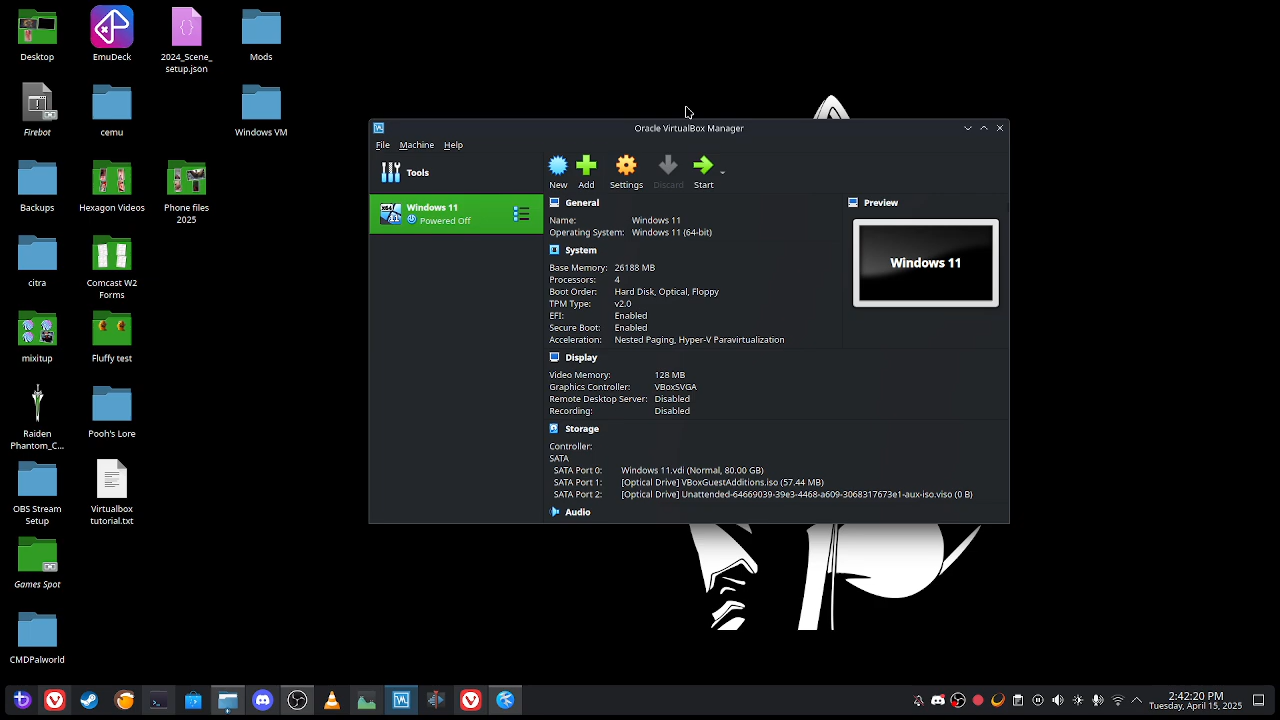 Desktop
EmuDeck
2024_Scene_
setup.json
Mods
Firebot
cemu
Windows VM
Backups
Hexagon Videos
Phone files
2025
citra
Comcast W2
Forms
mixitup
Fluffy test
Raiden
Phantom_C...
Pooh's Lore
OBS Stream
Setup
Virtualbox
tutorial.txt
Games Spot
CMDPalworld
Oracle VirtualBox Manager
File Machine Help
Tools
New Add Settings Discard Start
Windows 11
Powered Off
General
Name: Windows 11
Operating System: Windows 11 (64-bit)
System
Base Memory: 26188 MB
Processors: 4
Boot Order: Hard Disk, Optical, Floppy
TPM Type: v2.0
EFI: Enabled
Secure Boot: Enabled
Acceleration: Nested Paging, Hyper-V Paravirtualization
Preview
Windows 11
Display
Video Memory: 128 MB
Graphics Controller: VBoxSVGA
Remote Desktop Server: Disabled
Recording: Disabled
Storage
Controller:
SATA
SATA Port 0: Windows 11.vdi (Normal, 80.00 GB)
SATA Port 1: [Optical Drive] VBoxGuestAdditions.iso (57.44 MB)
SATA Port 2: [Optical Drive] Unattended-64669039-39e3-4468-a609-3068317673e1-aux-iso.viso (0 B)
Audio
2:42:20 PM
Tuesday, April 15, 2025